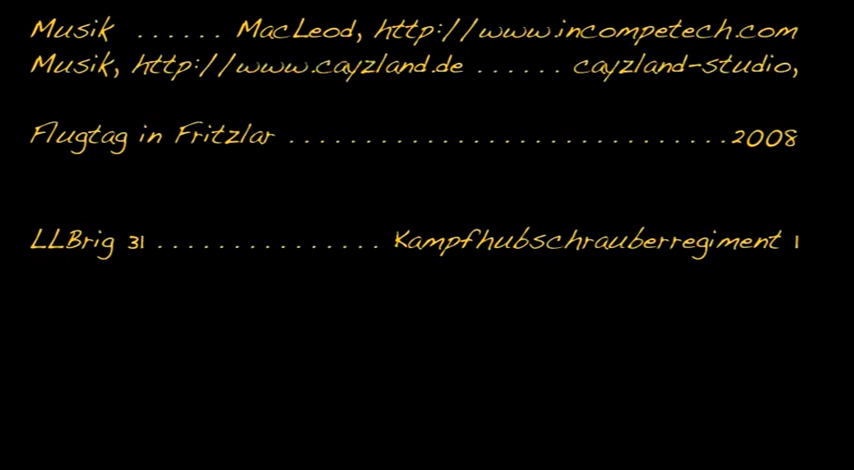 Musik ...... MacLeod, http://www.incompetech.com
Musik, http://www.cayzland.de ...... cayzland-studio,
Flugtag in Fritzlar .............................2008
LLBrig 31 ............... Kampfhubschrauberregiment 1